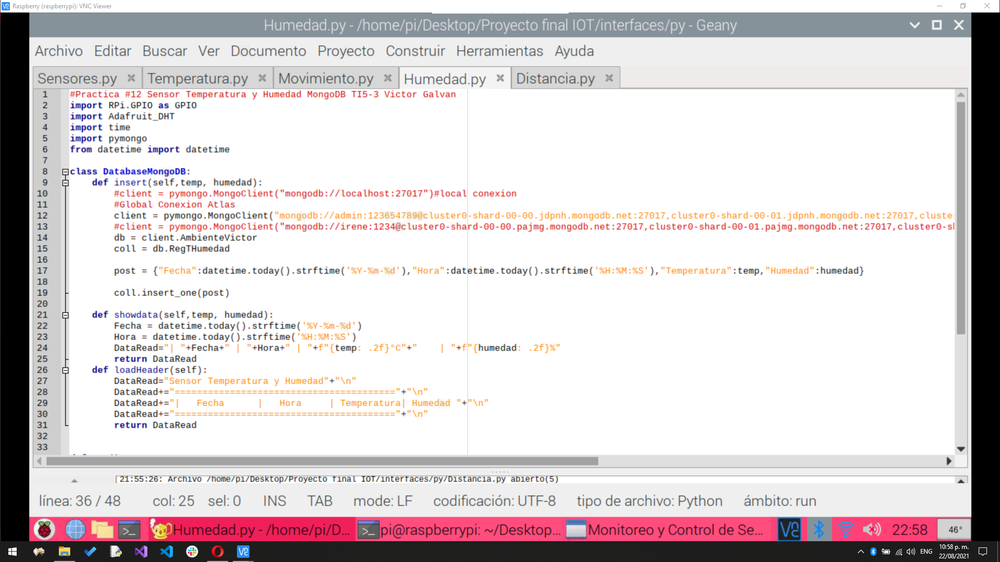 Raspberry (raspberrypi): VNC Viewer
Humedad.py - /home/pi/Desktop/Proyecto final IOT/interfaces/py - Geany
Archivo Editar Buscar Ver Documento Proyecto Construir Herramientas Ayuda
Sensores.py Temperatura.py Movimiento.py Humedad.py Distancia.py
1 #Practica #12 Sensor Temperatura y Humedad MongoDB TI5-3 Victor Galvan
2 import RPi.GPIO as GPIO
3 import Adafruit_DHT
4 import time
5 import pymongo
6 from datetime import datetime
7
8 class DatabaseMongoDB:
9     def insert(self,temp, humedad):
10         #client = pymongo.MongoClient("mongodb://localhost:27017")#local conexion
11         #Global Conexion Atlas
12         client = pymongo.MongoClient("mongodb://admin:123654789@cluster0-shard-00-00.jdpnh.mongodb.net:27017,cluster0-shard-00-01.jdpnh.mongodb.net:27017,cluste
13         #client = pymongo.MongoClient("mongodb://irene:1234@cluster0-shard-00-00.pajmg.mongodb.net:27017,cluster0-shard-00-01.pajmg.mongodb.net:27017,cluster0-s
14         db = client.AmbienteVictor
15         coll = db.RegTHumedad
16
17         post = {"Fecha":datetime.today().strftime('%Y-%m-%d'),"Hora":datetime.today().strftime('%H:%M:%S'),"Temperatura":temp,"Humedad":humedad}
18
19         coll.insert_one(post)
20
21     def showdata(self,temp, humedad):
22         Fecha = datetime.today().strftime('%Y-%m-%d')
23         Hora = datetime.today().strftime('%H:%M:%S')
24         DataRead="| "+Fecha+" | "+Hora+" | "+f"{temp: .2f}°C"+"    | "+f"{humedad: .2f}%"
25         return DataRead
26     def loadHeader(self):
27         DataRead="Sensor Temperatura y Humedad"+"\n"
28         DataRead+="========================================"+"\n"
29         DataRead+="|   Fecha      |   Hora     | Temperatura| Humedad "+"\n"
30         DataRead+="========================================"+"\n"
31         return DataRead
32
33
21:55:26: Archivo /home/pi/Desktop/Proyecto final IOT/interfaces/py/Distancia.py abierto(5)
línea: 36 / 48 col: 25 sel: 0 INS TAB mode: LF codificación: UTF-8 tipo de archivo: Python ámbito: run
Humedad.py - /home/pi/D... pi@raspberrypi: ~/Desktop... Monitoreo y Control de Se... 22:58 46°
ENG 10:58 p. m.
22/08/2021